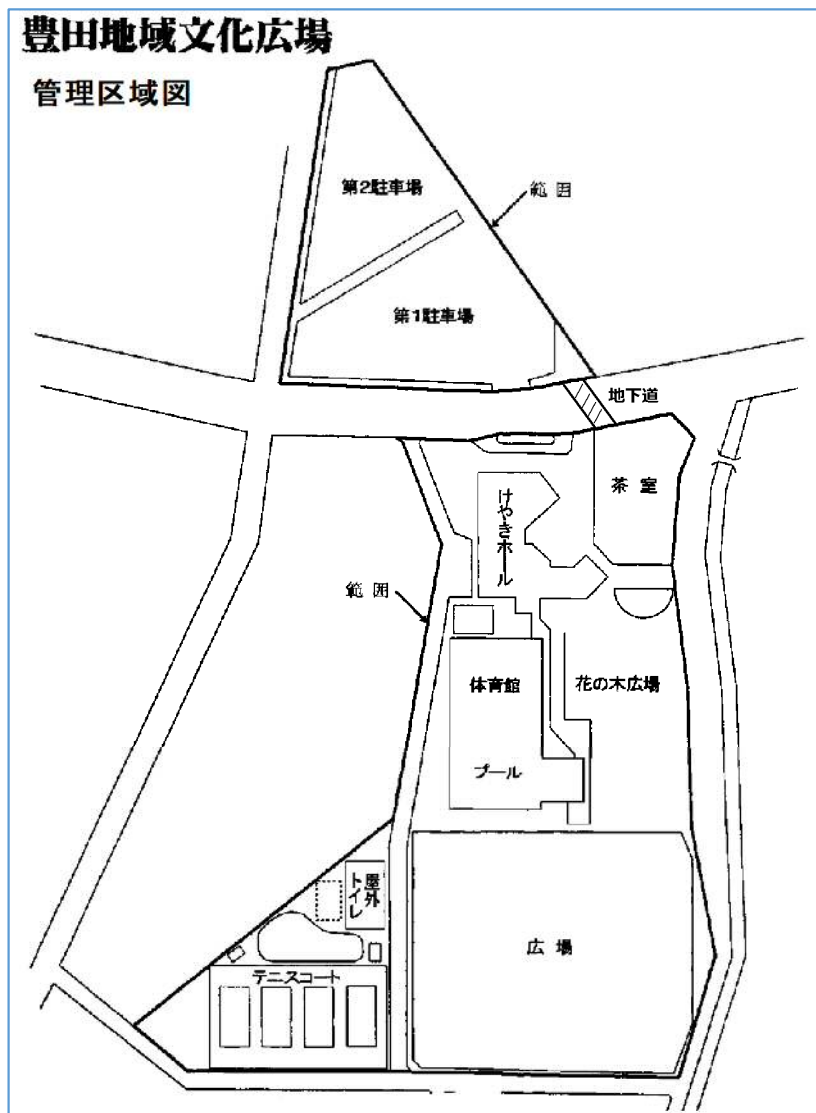 豊田地域文化広場
管理区域図
第2駐車場
範囲
第1駐車場
地下道
茶室
けやきホール
範囲
体育館
花の木広場
プール
屋外
トイレ
広場
テニスコート